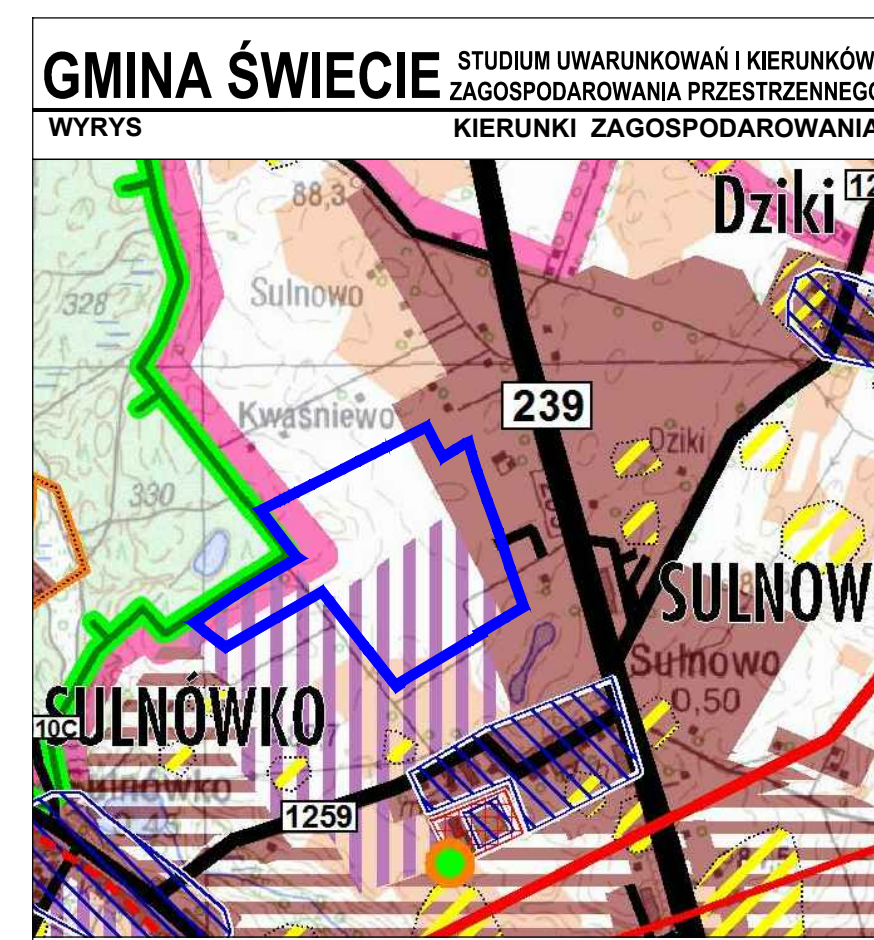 GMINA ŚWIECIE
STUDIUM UWARUNKOWAŃ I KIERUNKÓW
ZAGOSPODAROWANIA PRZESTRZENNEGO
WYRYS
KIERUNKI ZAGOSPODAROWANIA
88,3
Dziki
12
328
Sulnowo
Kwaśniewo
239
Dziki
330
SULNOW
Sulnowo
0,50
SULNÓWKO
10C
1259